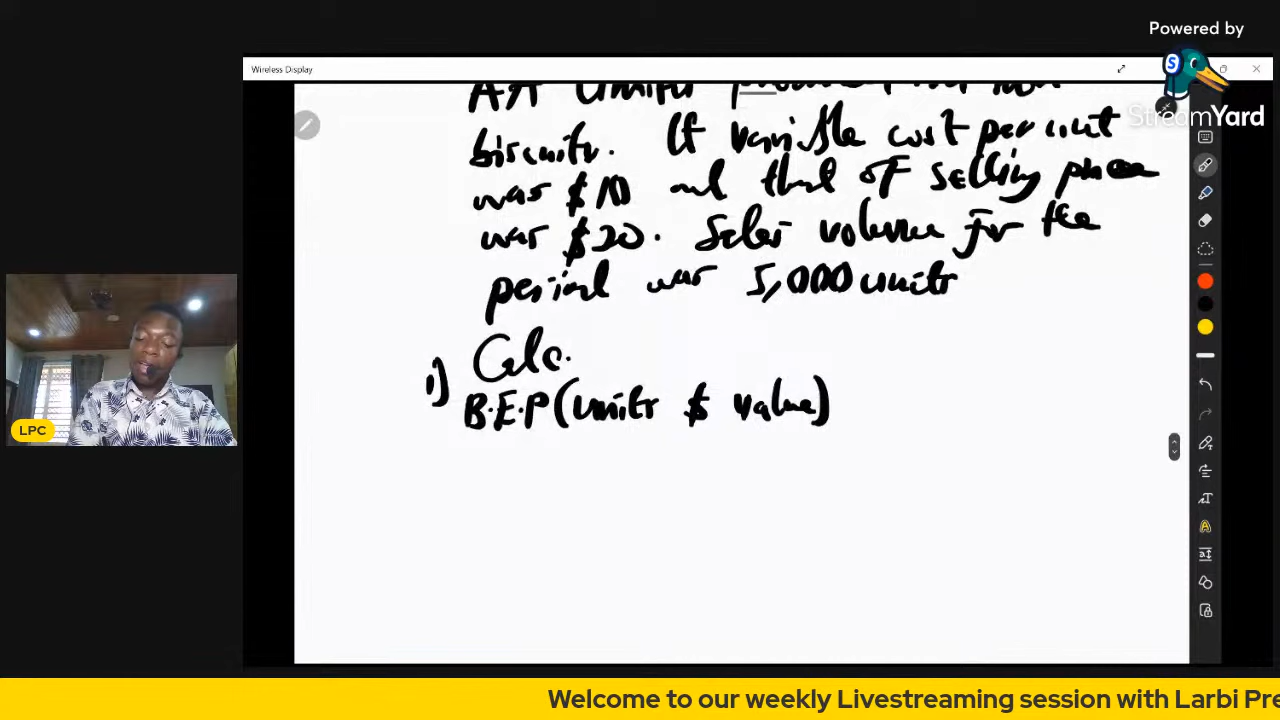 Powered by
StreamYard
Wireless Display
AA Limited
biscuits. If variable cost per unit
was $10 and that of selling price
was $20. Sales volume for the
period was 5,000 units
Calc.
i) B.E.P (units $ value)
LPC
Welcome to our weekly Livestreaming session with Larbi Pre